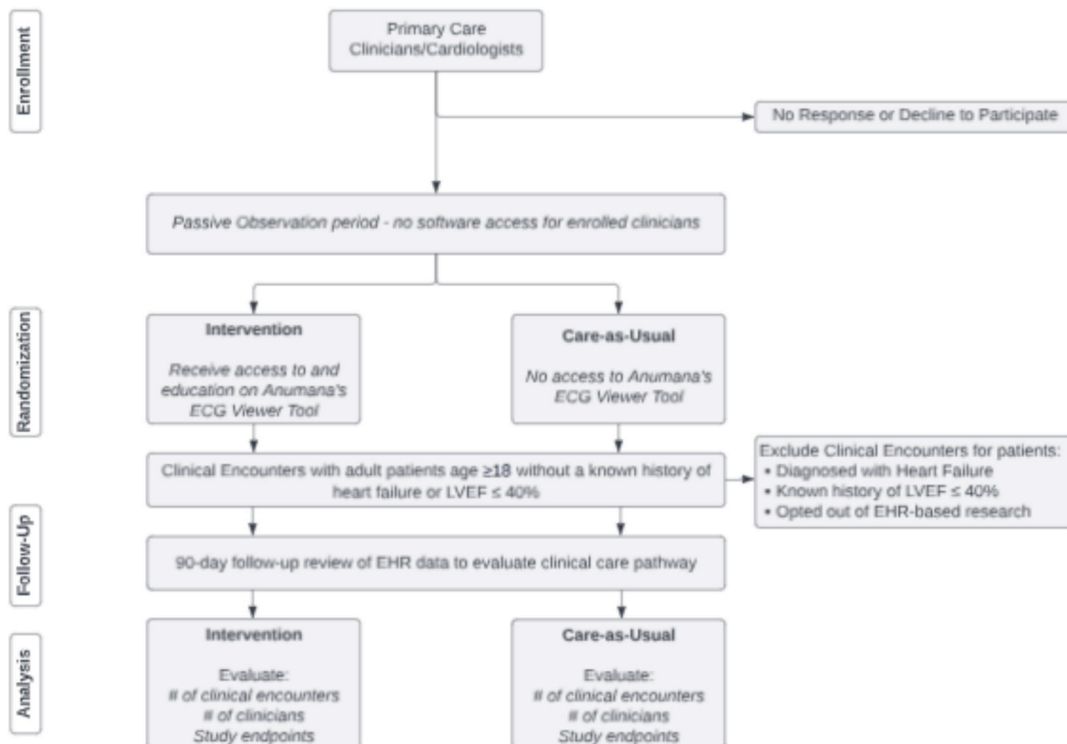 Enrollment
Primary Care
Clinicians/Cardiologists
No Response or Decline to Participate
Passive Observation period - no software access for enrolled clinicians
Randomization
Intervention
Receive access to and
education on Anumana's
ECG Viewer Tool
Care-as-Usual
No access to Anumana's
ECG Viewer Tool
Clinical Encounters with adult patients age ≥18 without a known history of
heart failure or LVEF ≤ 40%
Exclude Clinical Encounters for patients:
• Diagnosed with Heart Failure
• Known history of LVEF ≤ 40%
• Opted out of EHR-based research
Follow-Up
90-day follow-up review of EHR data to evaluate clinical care pathway
Analysis
Intervention
Evaluate:
# of clinical encounters
# of clinicians
Study endpoints
Care-as-Usual
Evaluate:
# of clinical encounters
# of clinicians
Study endpoints